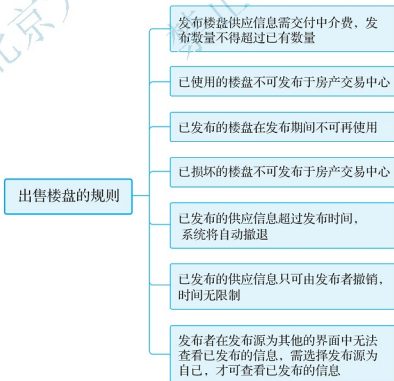 发布楼盘供应信息需交付中介费，发
布数量不得超过已有数量
已使用的楼盘不可发布于房产交易中心
已发布的楼盘在发布期间不可再使用
已损坏的楼盘不可发布于房产交易中心
出售楼盘的规则
已发布的供应信息超过发布时间，
系统将自动撤退
已发布的供应信息只可由发布者撤销，
时间无限制
发布者在发布源为其他的界面中无法
查看已发布的信息，需选择发布源为
自己，才可查看已发布的信息